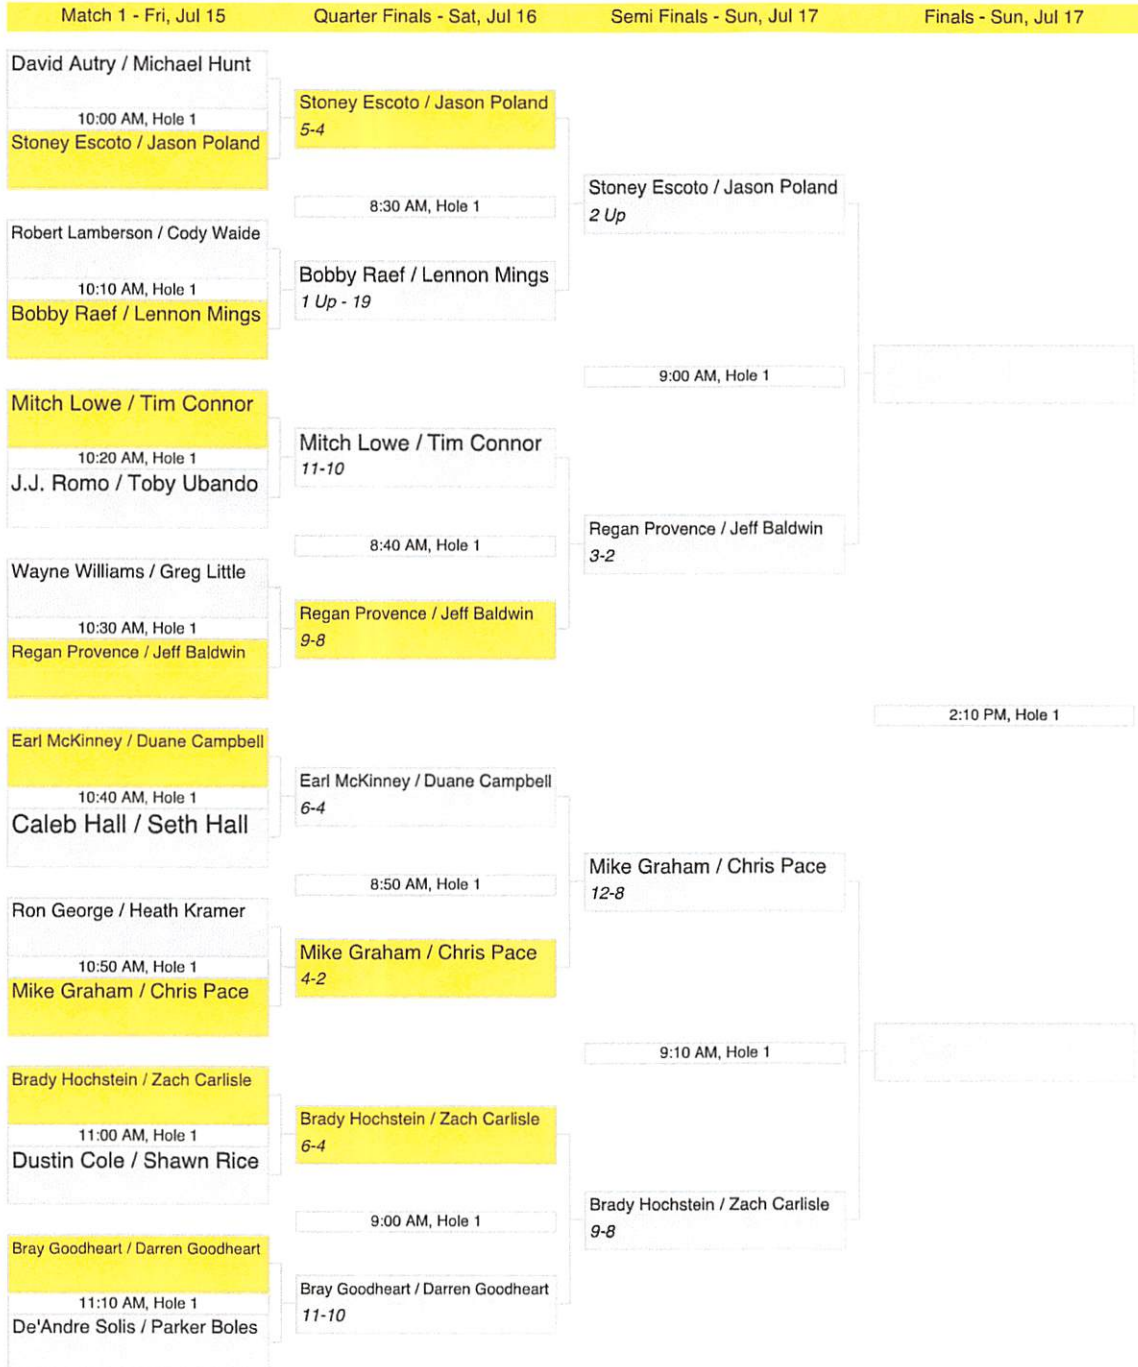 Match 1 - Fri, Jul 15
Quarter Finals - Sat, Jul 16
Semi Finals - Sun, Jul 17
Finals - Sun, Jul 17
David Autry / Michael Hunt
10:00 AM, Hole 1
Stoney Escoto / Jason Poland
Robert Lamberson / Cody Waide
10:10 AM, Hole 1
Bobby Raef / Lennon Mings
Mitch Lowe / Tim Connor
10:20 AM, Hole 1
J.J. Romo / Toby Ubando
Wayne Williams / Greg Little
10:30 AM, Hole 1
Regan Provence / Jeff Baldwin
Earl McKinney / Duane Campbell
10:40 AM, Hole 1
Caleb Hall / Seth Hall
Ron George / Heath Kramer
10:50 AM, Hole 1
Mike Graham / Chris Pace
Brady Hochstein / Zach Carlisle
11:00 AM, Hole 1
Dustin Cole / Shawn Rice
Bray Goodheart / Darren Goodheart
11:10 AM, Hole 1
De'Andre Solis / Parker Boles
Stoney Escoto / Jason Poland
5-4
8:30 AM, Hole 1
Bobby Raef / Lennon Mings
1 Up - 19
Mitch Lowe / Tim Connor
11-10
8:40 AM, Hole 1
Regan Provence / Jeff Baldwin
9-8
Earl McKinney / Duane Campbell
6-4
8:50 AM, Hole 1
Mike Graham / Chris Pace
4-2
Brady Hochstein / Zach Carlisle
6-4
9:00 AM, Hole 1
Bray Goodheart / Darren Goodheart
11-10
Stoney Escoto / Jason Poland
2 Up
9:00 AM, Hole 1
Regan Provence / Jeff Baldwin
3-2
Mike Graham / Chris Pace
12-8
9:10 AM, Hole 1
Brady Hochstein / Zach Carlisle
9-8
2:10 PM, Hole 1